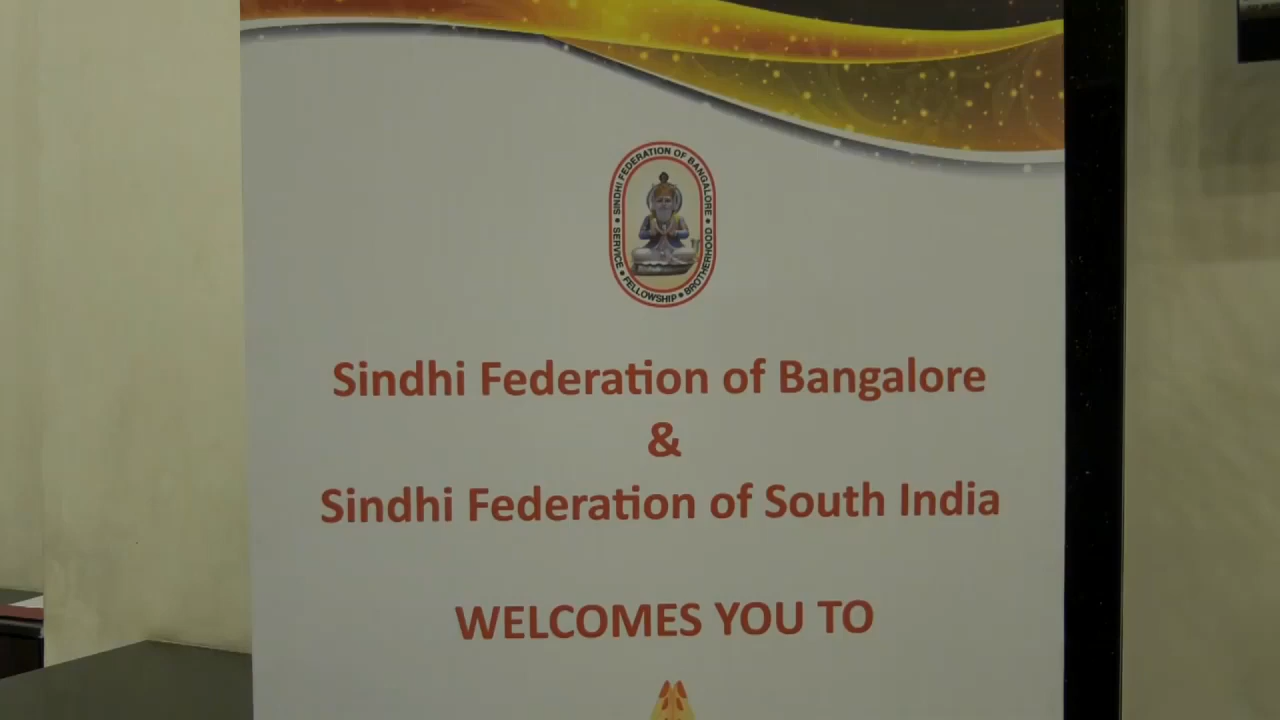 SINDHI FEDERATION OF BANGALORE
SERVICE • FELLOWSHIP • BROTHERHOOD
Sindhi Federation of Bangalore
&
Sindhi Federation of South India
WELCOMES YOU TO